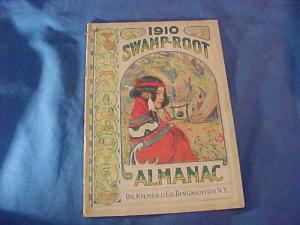 1910
SWAMP-ROOT
ALMANAC
DR. KILMER & CO. BINGHAMTON N.Y.